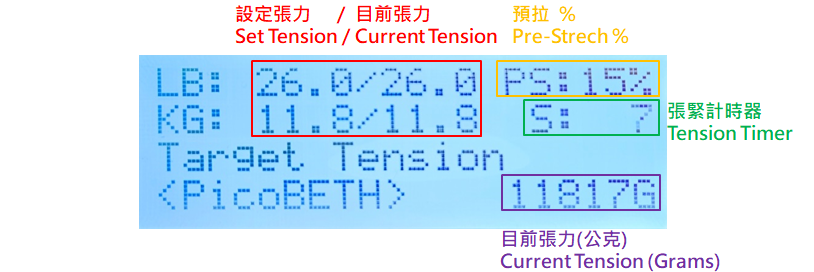 設定張力 / 目前張力 預拉 %
Set Tension / Current Tension Pre-Strech %
LB: 26.0/26.0 PS:15%
KG: 11.8/11.8 S: 7
張緊計時器
Tension Timer
Target Tension
<PicoBETH> 11817G
目前張力(公克)
Current Tension (Grams)